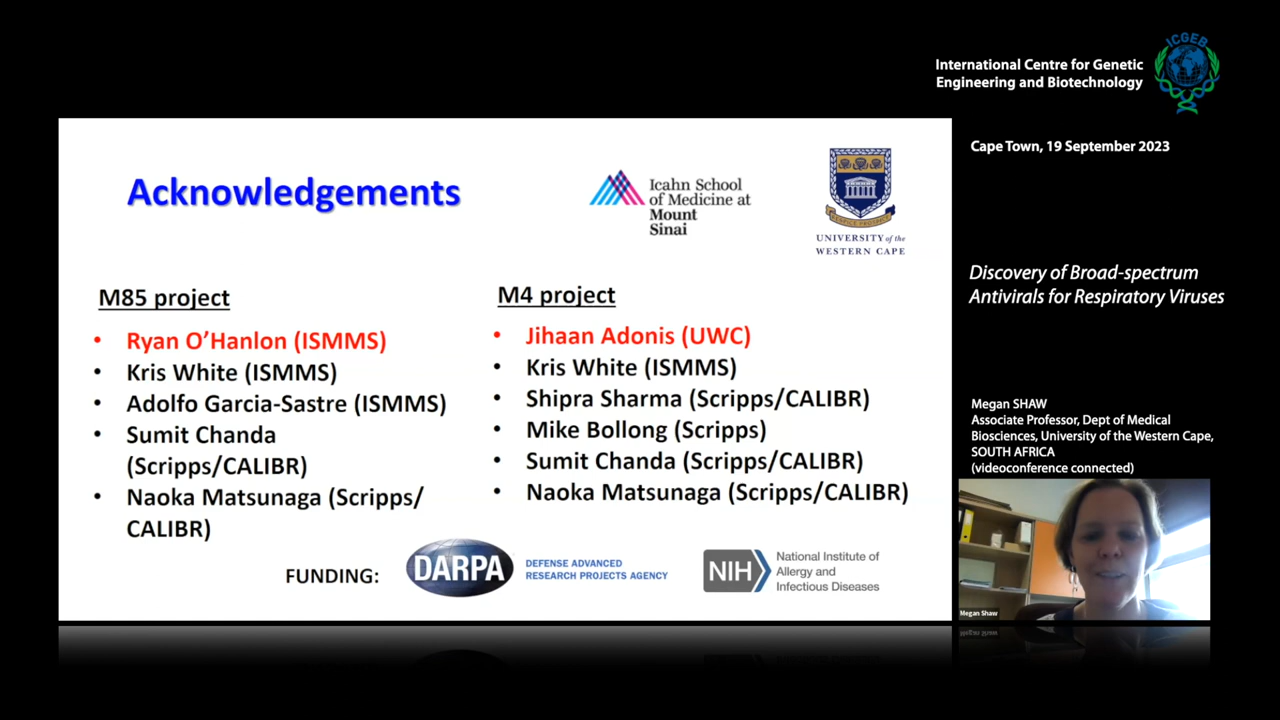 International Centre for Genetic
Engineering and Biotechnology
ICGEB
Cape Town, 19 September 2023
Acknowledgements
Icahn School
of Medicine at
Mount
Sinai
UNIVERSITY of the
WESTERN CAPE
M85 project
• Ryan O’Hanlon (ISMMS)
• Kris White (ISMMS)
• Adolfo Garcia-Sastre (ISMMS)
• Sumit Chanda
(Scripps/CALIBR)
• Naoka Matsunaga (Scripps/
CALIBR)
M4 project
• Jihaan Adonis (UWC)
• Kris White (ISMMS)
• Shipra Sharma (Scripps/CALIBR)
• Mike Bollong (Scripps)
• Sumit Chanda (Scripps/CALIBR)
• Naoka Matsunaga (Scripps/CALIBR)
FUNDING:
DARPA
DEFENSE ADVANCED
RESEARCH PROJECTS AGENCY
NIH
National Institute of
Allergy and
Infectious Diseases
Discovery of Broad-spectrum
Antivirals for Respiratory Viruses
Megan SHAW
Associate Professor, Dept of Medical
Biosciences, University of the Western Cape,
SOUTH AFRICA
(videoconference connected)
Megan Shaw